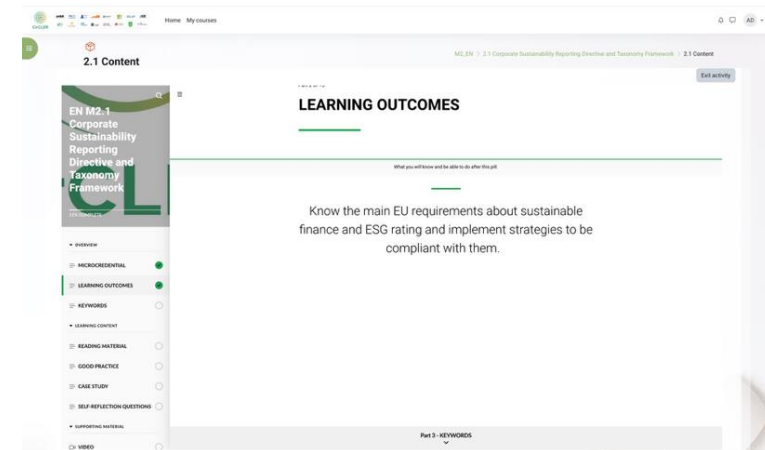 Home My courses
AD
2.1 Content
M2_EN > 2.1 Corporate Sustainability Reporting Directive and Taxonomy Framework > 2.1 Content
Exit activity
EN M2.1
Corporate
Sustainability
Reporting
Directive and
Taxonomy
Framework
COMPLETE
OVERVIEW
MICROCREDENTIAL
LEARNING OUTCOMES
KEYWORDS
LEARNING CONTENT
READING MATERIAL
GOOD PRACTICE
CASE STUDY
SELF-REFLECTION QUESTIONS
SUPPORTING MATERIAL
VIDEO
LEARNING OUTCOMES
What you will know and be able to do after this pill
Know the main EU requirements about sustainable
finance and ESG rating and implement strategies to be
compliant with them.
Part 3 - KEYWORDS